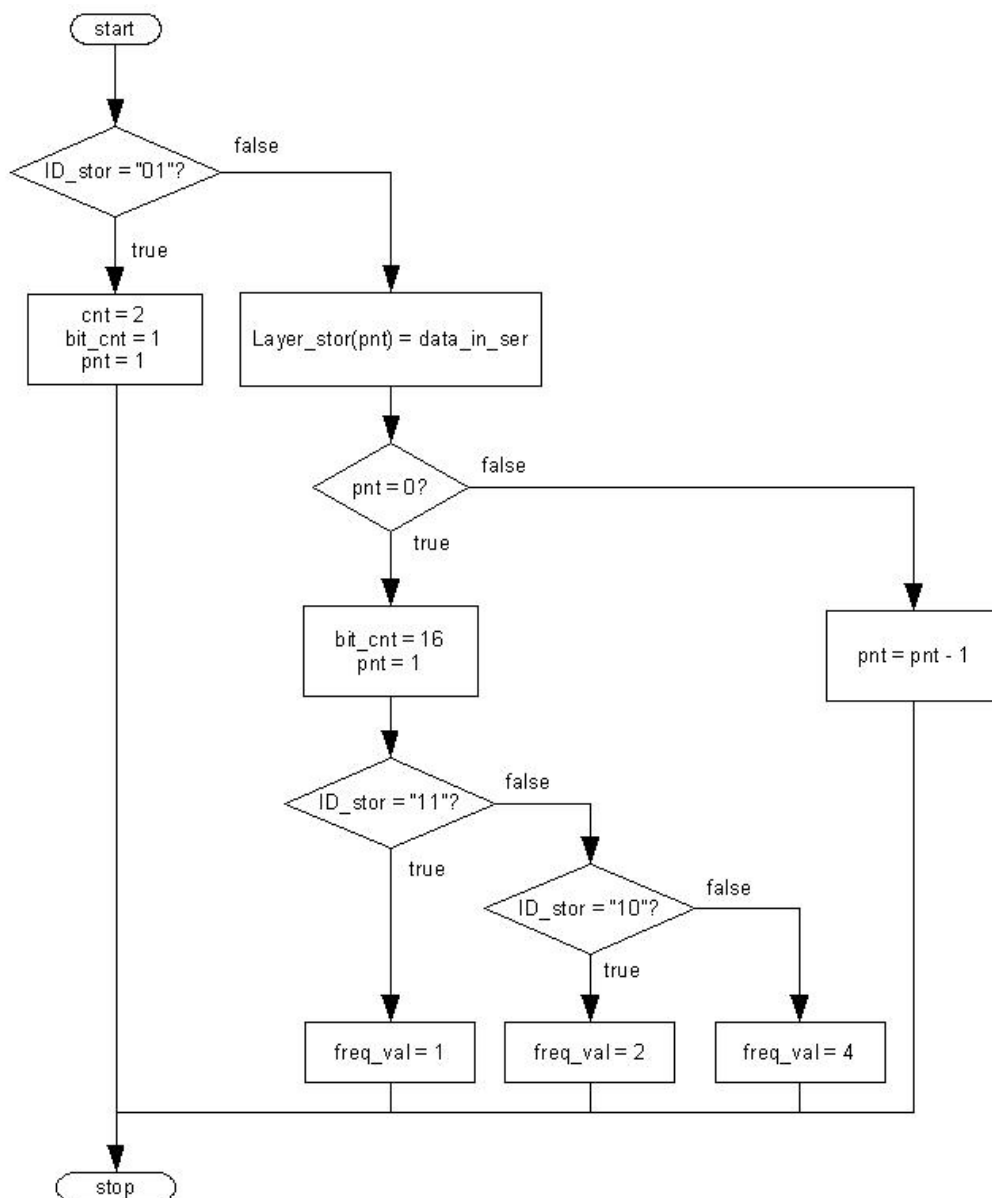 start
ID_stor = "01"?
false
true
cnt = 2
bit_cnt = 1
pnt = 1
Layer_stor(pnt) = data_in_ser
pnt = 0?
false
true
bit_cnt = 16
pnt = 1
pnt = pnt - 1
ID_stor = "11"?
false
true
ID_stor = "10"?
false
true
freq_val = 1
freq_val = 2
freq_val = 4
stop